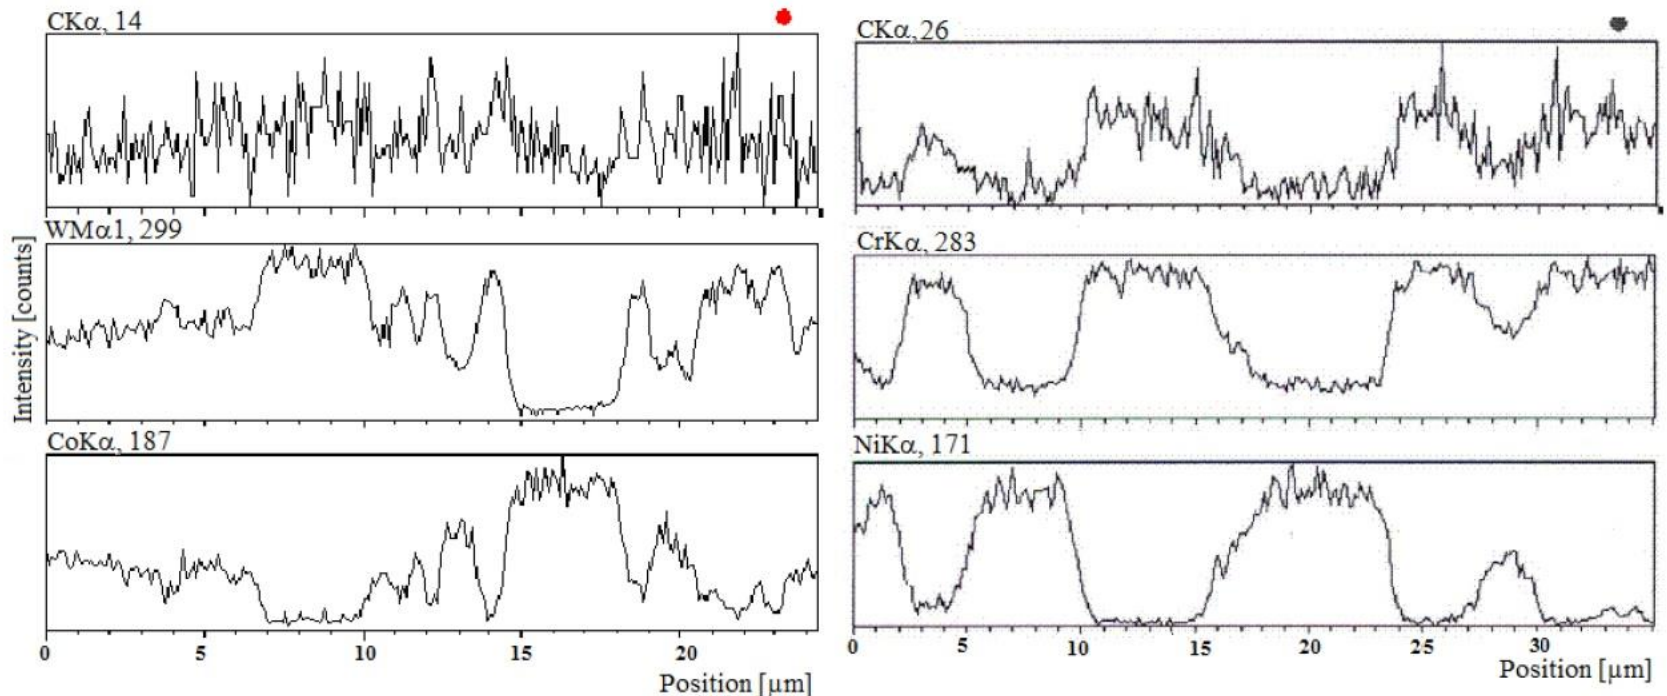 CKα, 14
WMα1, 299
CoKα, 187
Intensity [counts]
0 5 10 15 20
Position [µm]
CKα, 26
CrKα, 283
NiKα, 171
0 5 10 15 20 25 30
Position [µm]